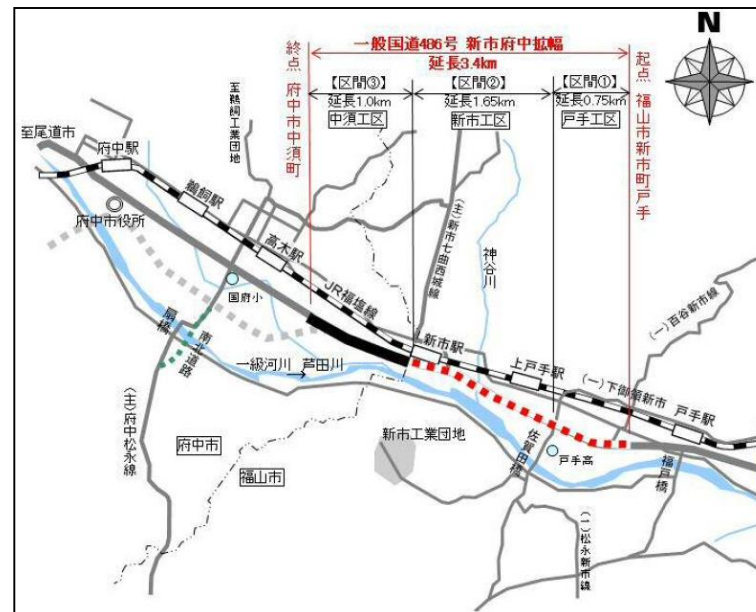 N
一般国道486号 新市府中拡幅
延長3.4km
終点 府中市中須町
起点 福山市新市町戸手
【区間③】
延長1.0km
中須工区
【区間②】
延長1.65km
新市工区
【区間①】
延長0.75km
戸手工区
至鵜飼工業団地
至尾道市
府中駅
鵜飼駅
府中市役所
高木駅
国府小
JR福塩線
(主)新市七曲西城線
神谷川
新市駅
上戸手駅
(一)百谷新市線
(一)下御領新市
戸手駅
扇橋
南北道路
一級河川 芦田川
(主)府中松永線
府中市
福山市
新市工業団地
佐賀田橋
戸手高
福戸橋
(一)松永新市線